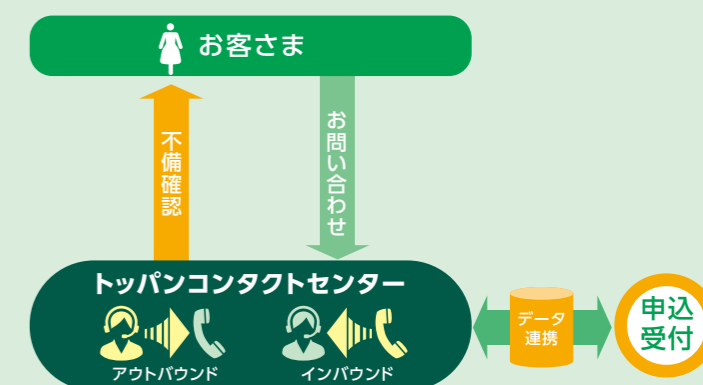 お客さま
不備確認
お問い合わせ
トッパンコンタクトセンター
アウトバウンド
インバウンド
データ
連携
申込
受付